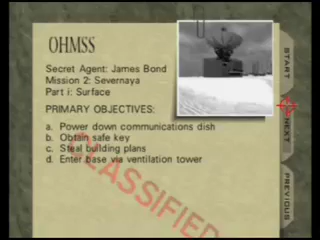 OHMSS
Secret Agent: James Bond
Mission 2: Severnaya
Part i: Surface
PRIMARY OBJECTIVES:
a. Power down communications dish
b. Obtain safe key
c. Steal building plans
d. Enter base via ventilation tower
CLASSIFIED
START
NEXT
PREVIOUS